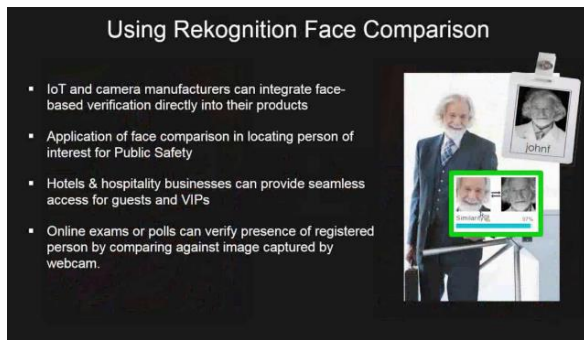 Using Rekognition Face Comparison
▪ IoT and camera manufacturers can integrate face-
based verification directly into their products
▪ Application of face comparison in locating person of
interest for Public Safety
▪ Hotels & hospitality businesses can provide seamless
access for guests and VIPs
▪ Online exams or polls can verify presence of registered
person by comparing against image captured by
webcam.
johnf
Similarity